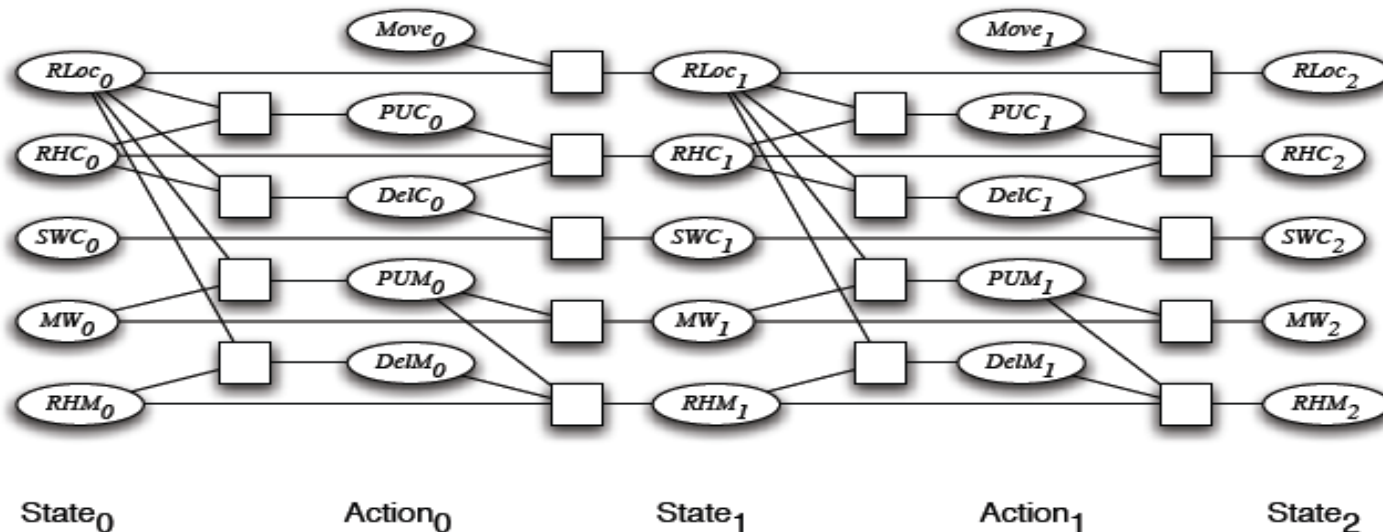 Move0 Move1
RLoc0 RLoc1 RLoc2
PUC0 PUC1
RHC0 RHC1 RHC2
DelC0 DelC1
SWC0 SWC1 SWC2
PUM0 PUM1
MW0 MW1 MW2
DelM0 DelM1
RHM0 RHM1 RHM2
State0 Action0 State1 Action1 State2